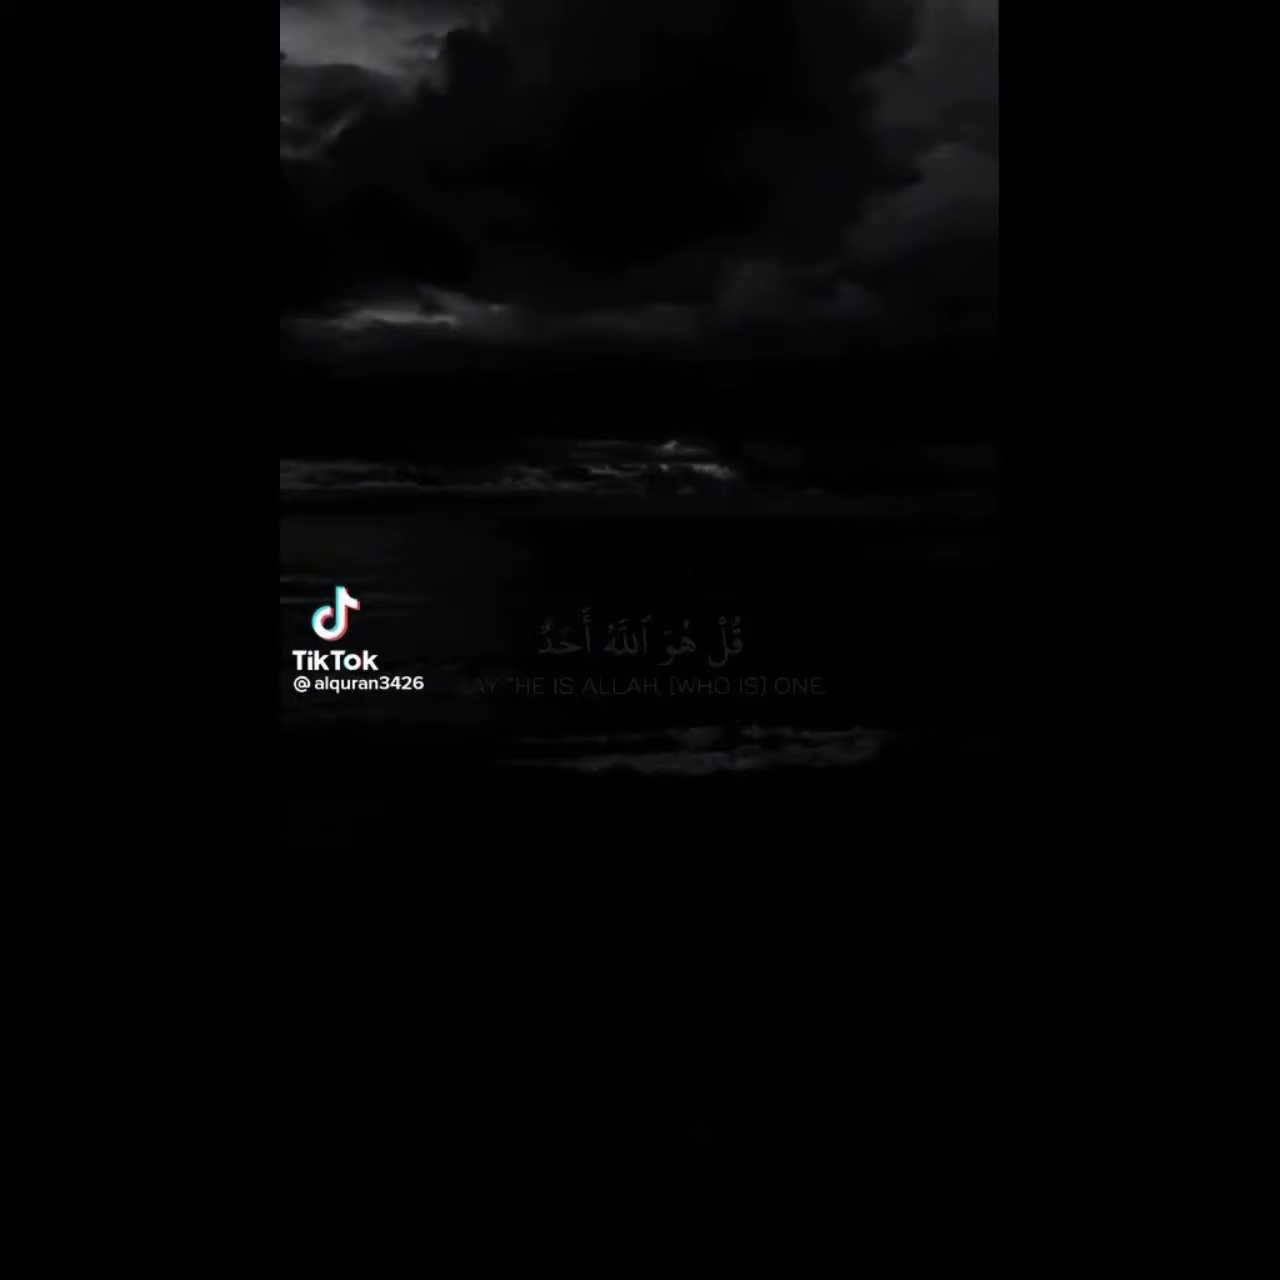 قُلْ هُوَ ٱللَّهُ أَحَدٌ
"HE IS ALLAH, [WHO IS] ONE.
TikTok
@alquran3426